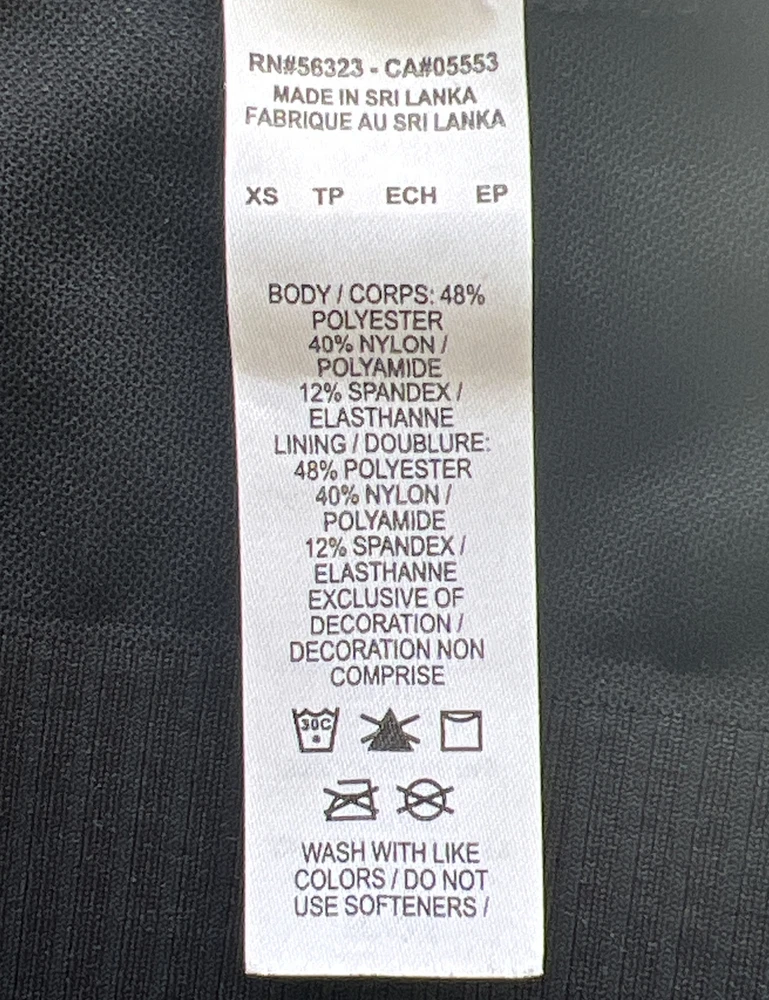 RN#56323 - CA#05553
MADE IN SRI LANKA
FABRIQUE AU SRI LANKA
XS TP ECH EP
BODY / CORPS: 48%
POLYESTER
40% NYLON /
POLYAMIDE
12% SPANDEX /
ELASTHANNE
LINING / DOUBLURE:
48% POLYESTER
40% NYLON /
POLYAMIDE
12% SPANDEX /
ELASTHANNE
EXCLUSIVE OF
DECORATION /
DECORATION NON
COMPRISE
30C
WASH WITH LIKE
COLORS / DO NOT
USE SOFTENERS /